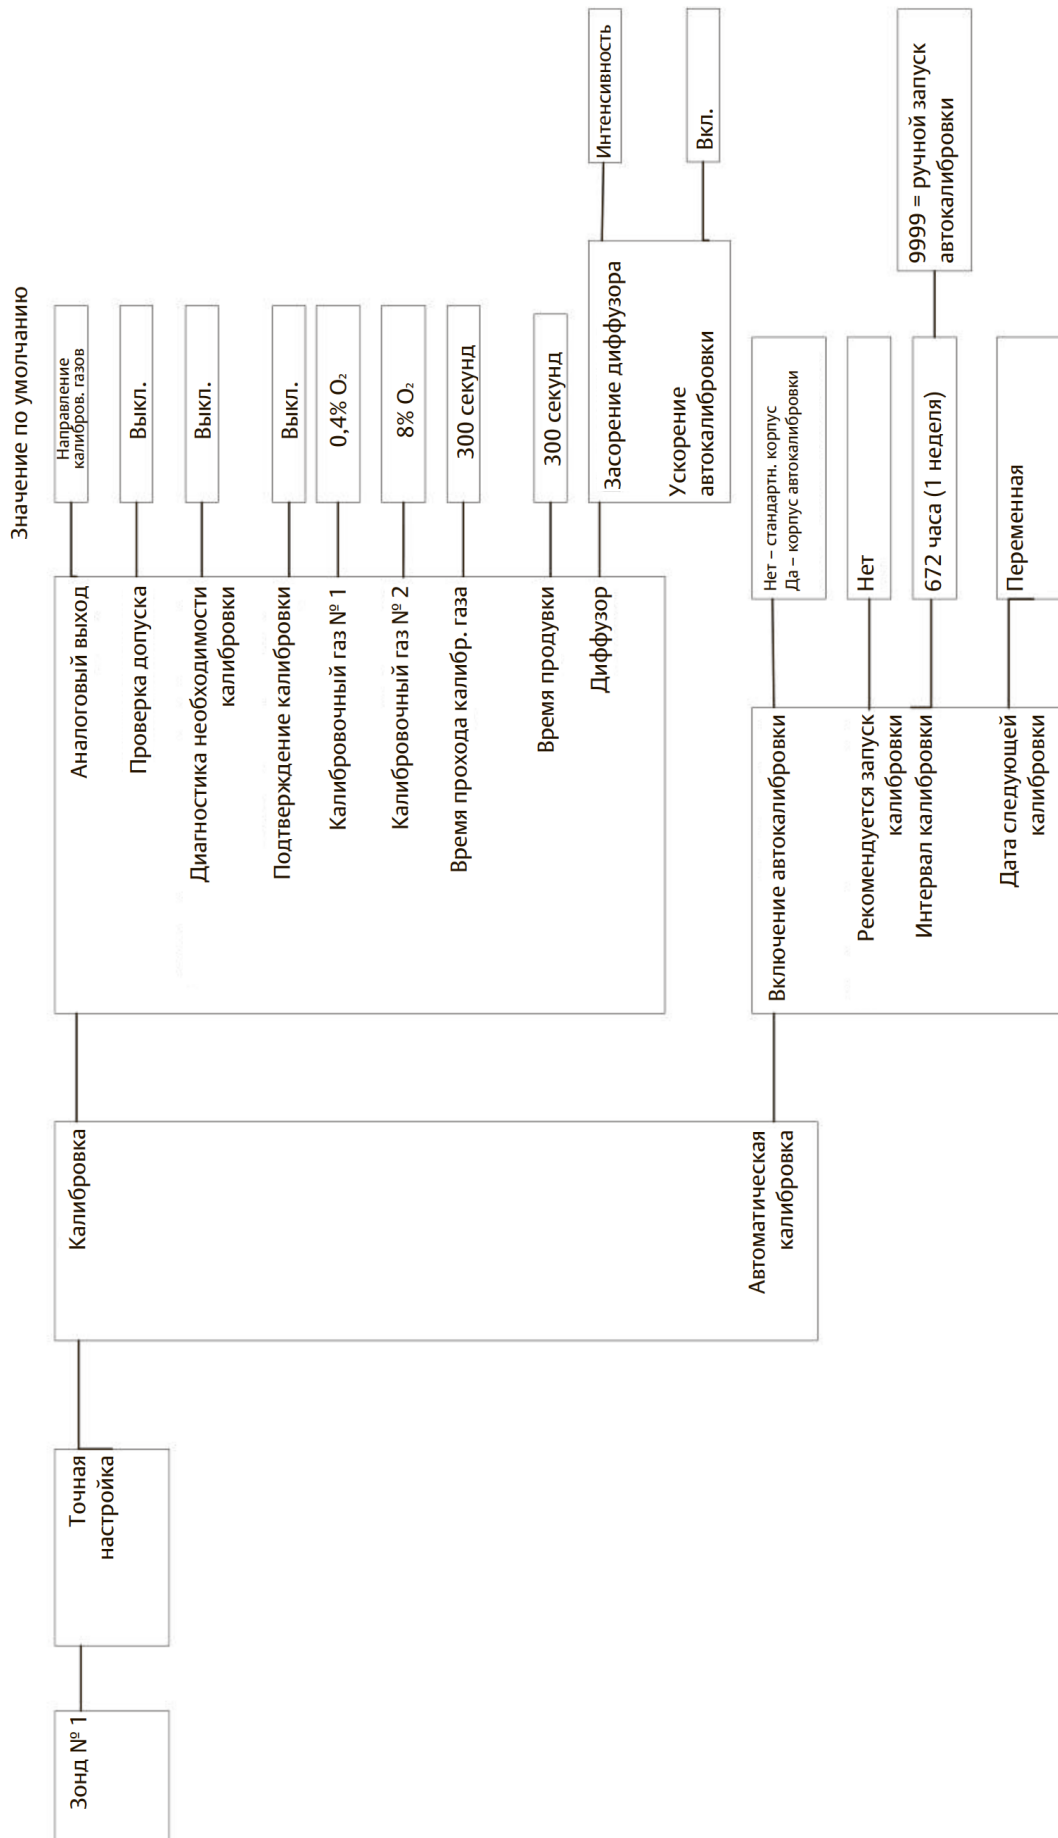 Значение по умолчанию
Зонд № 1
Точная
настройка
Калибровка
Аналоговый выход
Направление
калибров. газов
Проверка допуска
Выкл.
Диагностика необходимости
калибровки
Выкл.
Подтверждение калибровки
Выкл.
Калибровочный газ № 1
0,4% O₂
Калибровочный газ № 2
8% O₂
Время прохода калибр. газа
300 секунд
Время продувки
300 секунд
Диффузор
Засорение диффузора
Интенсивность
Ускорение
автокалибровки
Вкл.
Автоматическая
калибровка
Включение автокалибровки
Нет – стандартн. корпус
Да – корпус автокалибровки
Рекомендуется запуск
калибровки
Нет
Интервал калибровки
672 часа (1 неделя)
9999 = ручной запуск
автокалибровки
Дата следующей
калибровки
Переменная